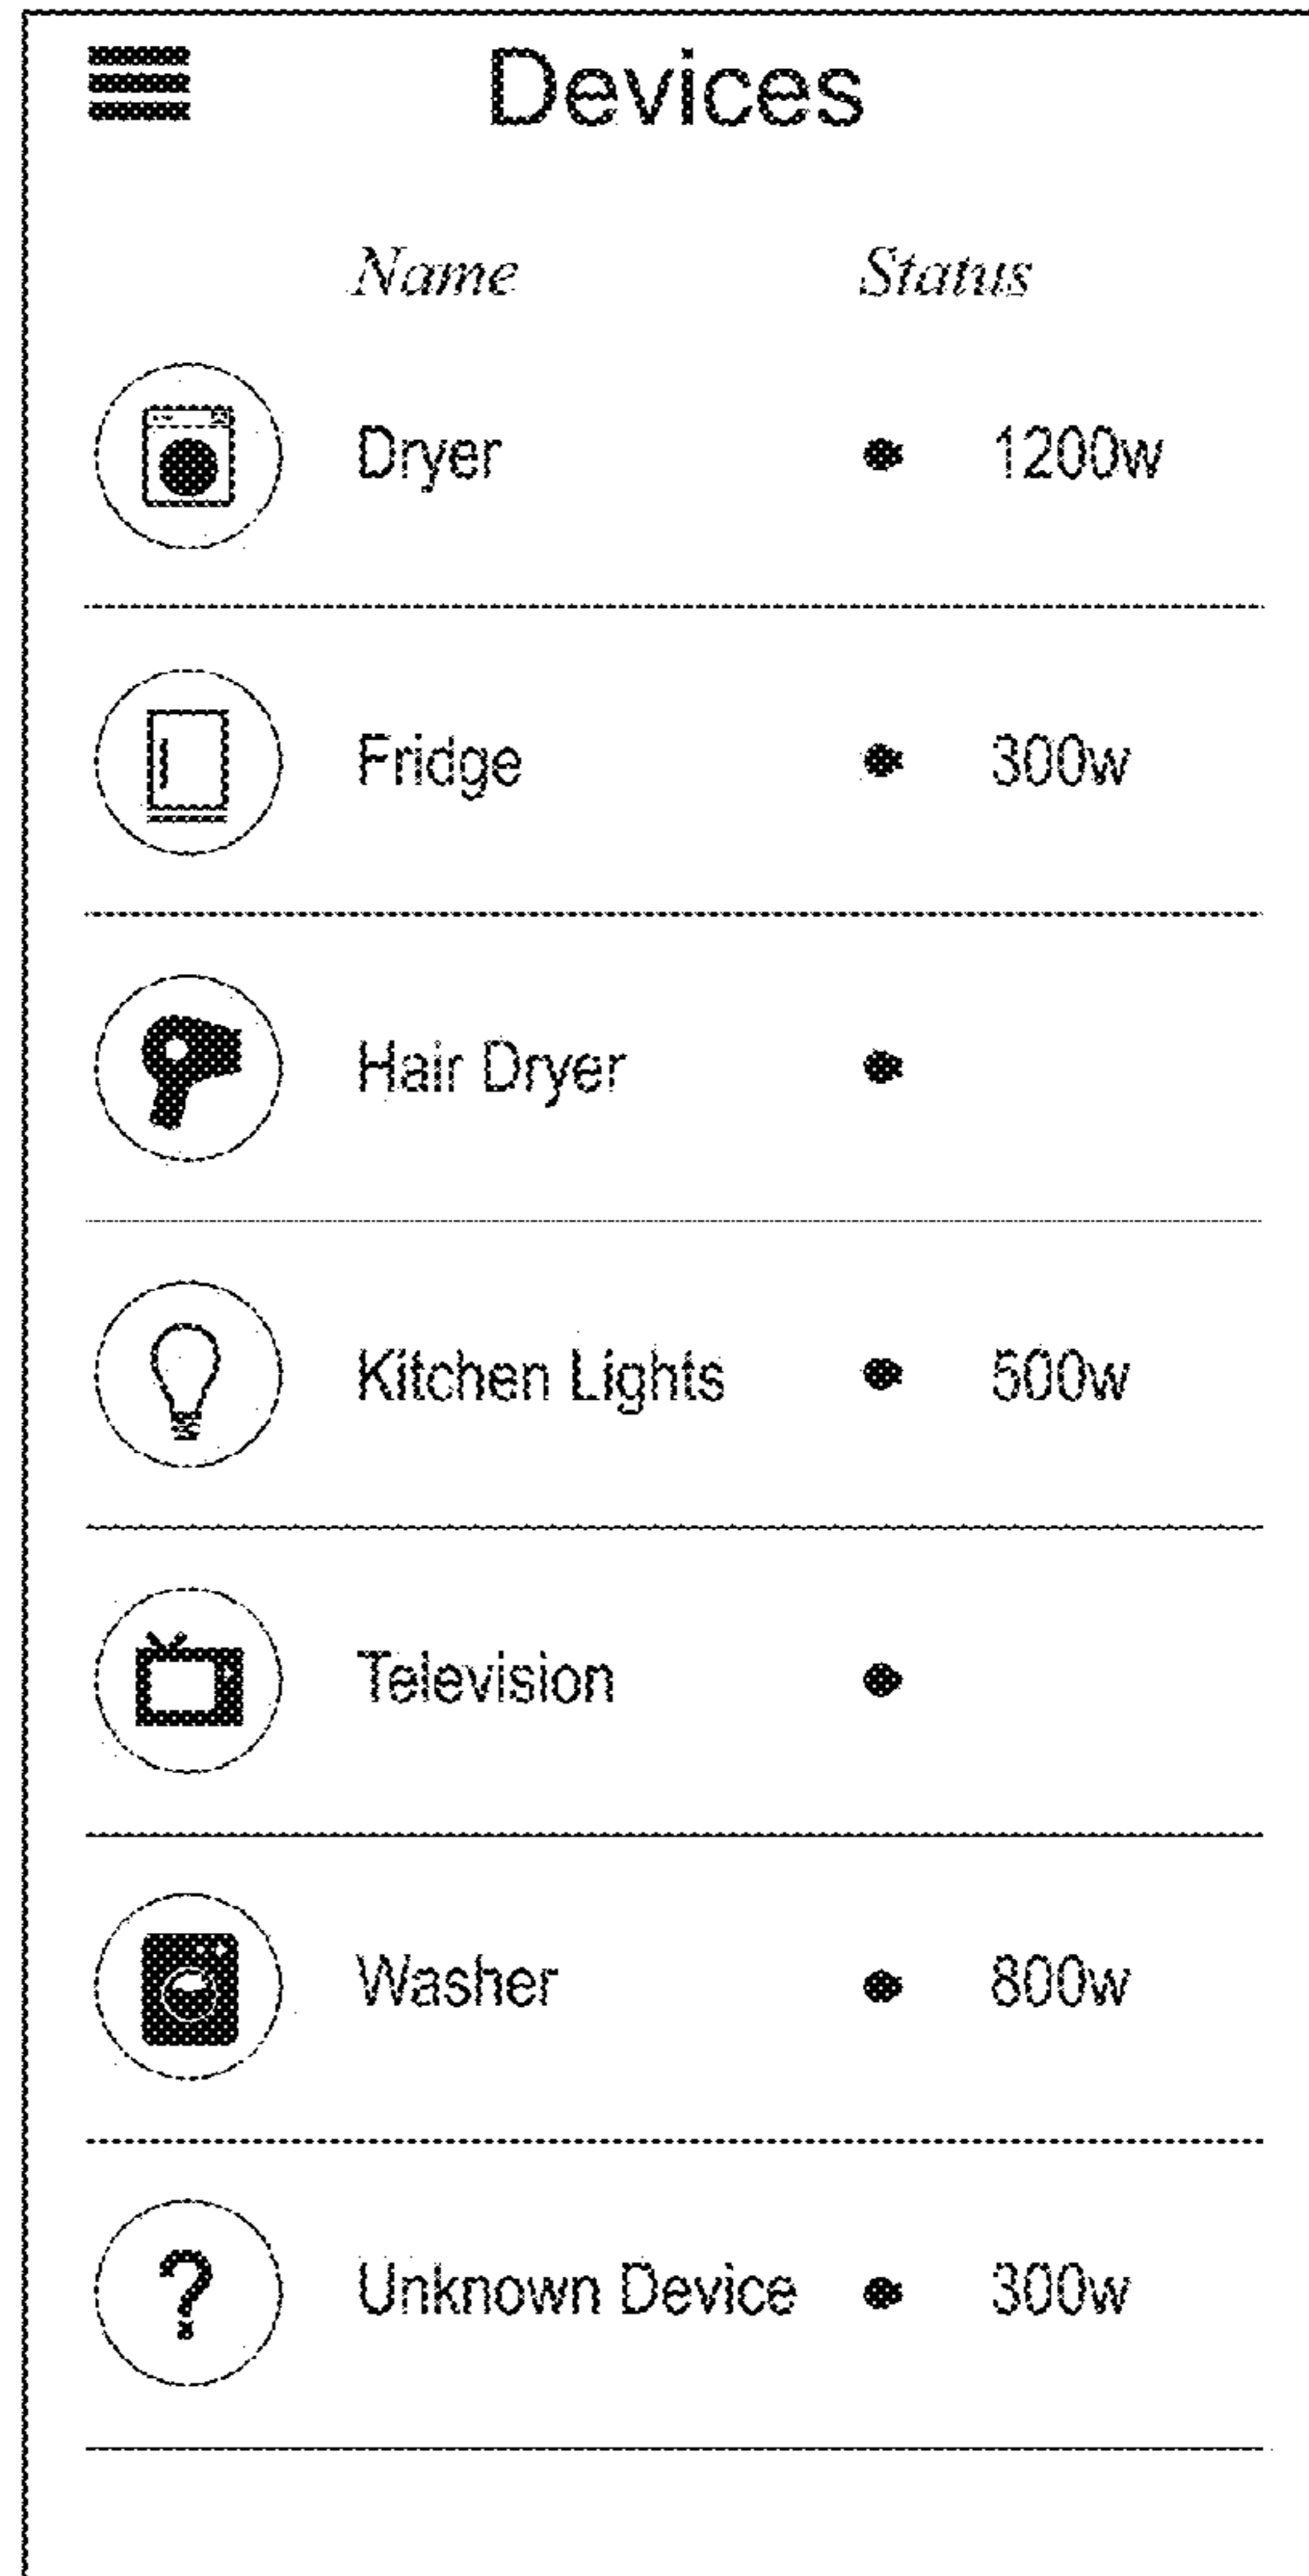 Devices
Name Status
Dryer 1200w
Fridge 300w
Hair Dryer
Kitchen Lights 500w
Television
Washer 800w
? Unknown Device 300w